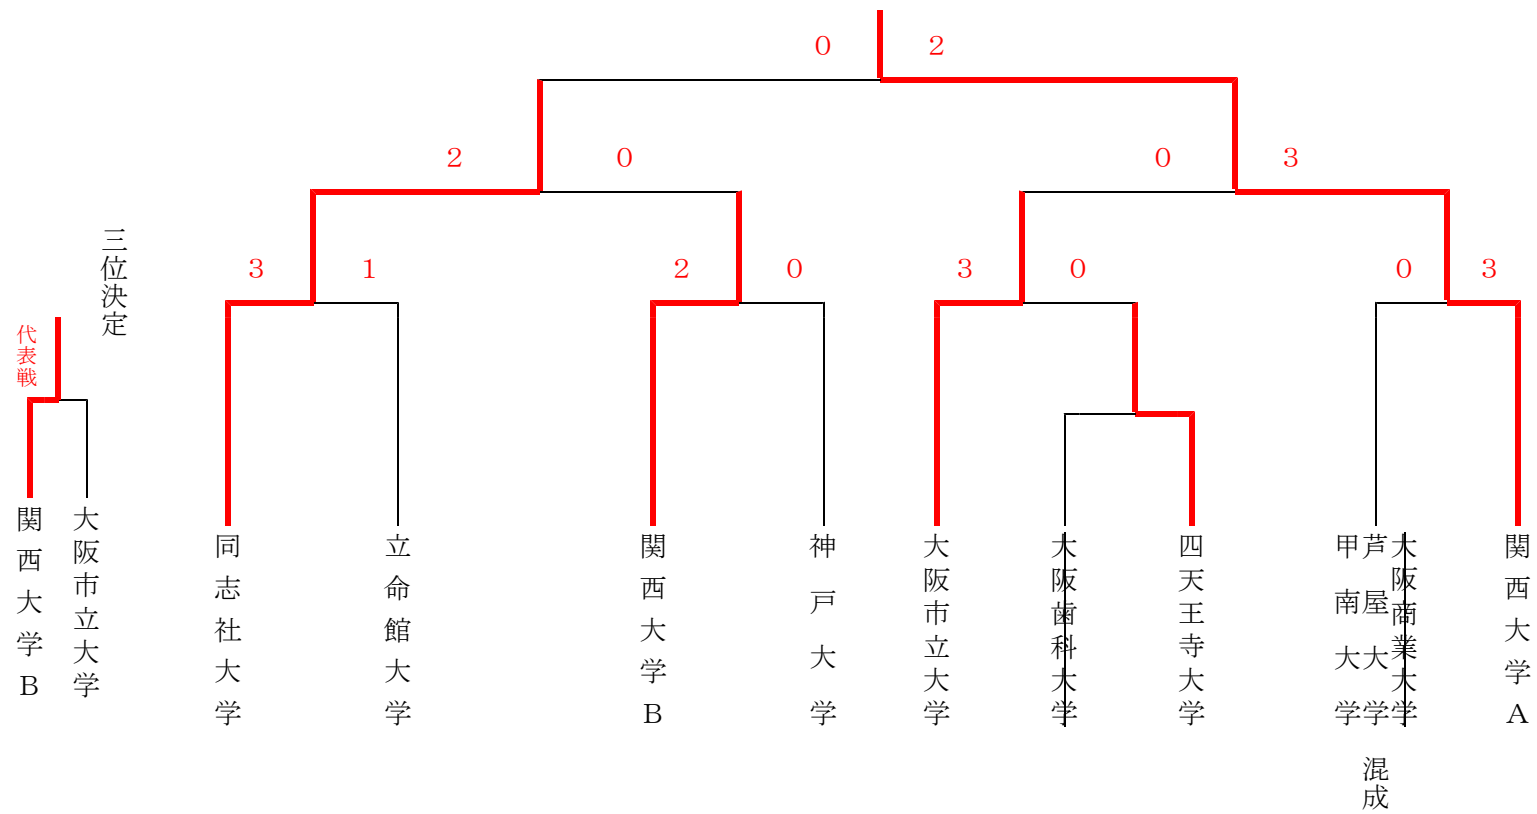 ０ ２
２ ０ ０ ３
三位決定
３ １ ２ ０ ３ ０ ０ ３
代表戦
関西大学Ｂ
大阪市立大学
同志社大学
立命館大学
関西大学Ｂ
神戸大学
大阪市立大学
大阪歯科大学
四天王寺大学
甲南大学
芦屋大学 混成
大阪商業大学
関西大学Ａ